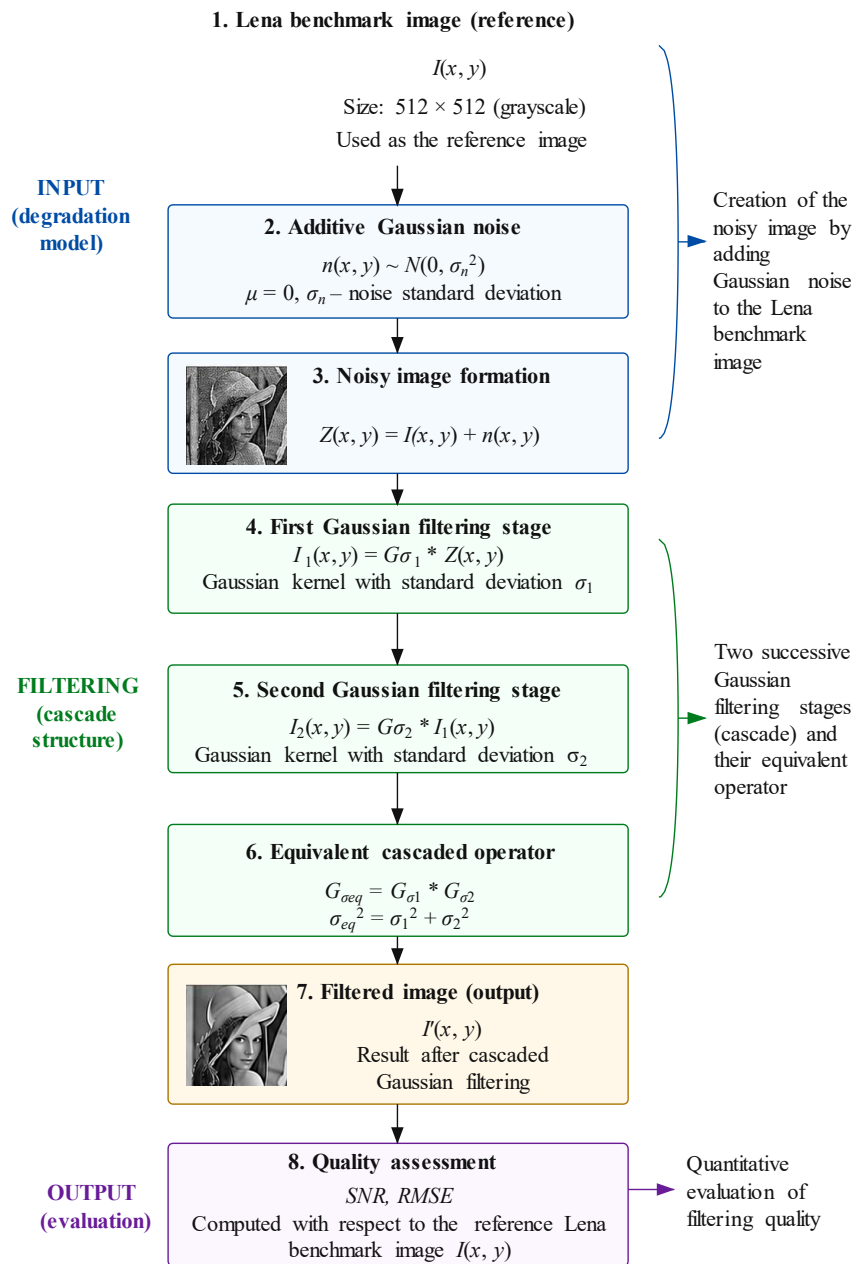 1. Lena benchmark image (reference)
I(x, y)
Size: 512 × 512 (grayscale)
Used as the reference image
INPUT
(degradation
model)
2. Additive Gaussian noise
n(x, y) ~ N(0, σₙ²)
μ = 0, σₙ – noise standard deviation
Creation of the
noisy image by
adding
Gaussian noise
to the Lena
benchmark
image
3. Noisy image formation
Z(x, y) = I(x, y) + n(x, y)
4. First Gaussian filtering stage
I₁(x, y) = Gσ₁ * Z(x, y)
Gaussian kernel with standard deviation σ₁
FILTERING
(cascade
structure)
5. Second Gaussian filtering stage
I₂(x, y) = Gσ₂ * I₁(x, y)
Gaussian kernel with standard deviation σ₂
Two successive
Gaussian
filtering stages
(cascade) and
their equivalent
operator
6. Equivalent cascaded operator
G_σeq = G_σ1 * G_σ2
σ_eq² = σ₁² + σ₂²
7. Filtered image (output)
I′(x, y)
Result after cascaded
Gaussian filtering
OUTPUT
(evaluation)
8. Quality assessment
SNR, RMSE
Computed with respect to the reference Lena
benchmark image I(x, y)
Quantitative
evaluation of
filtering quality